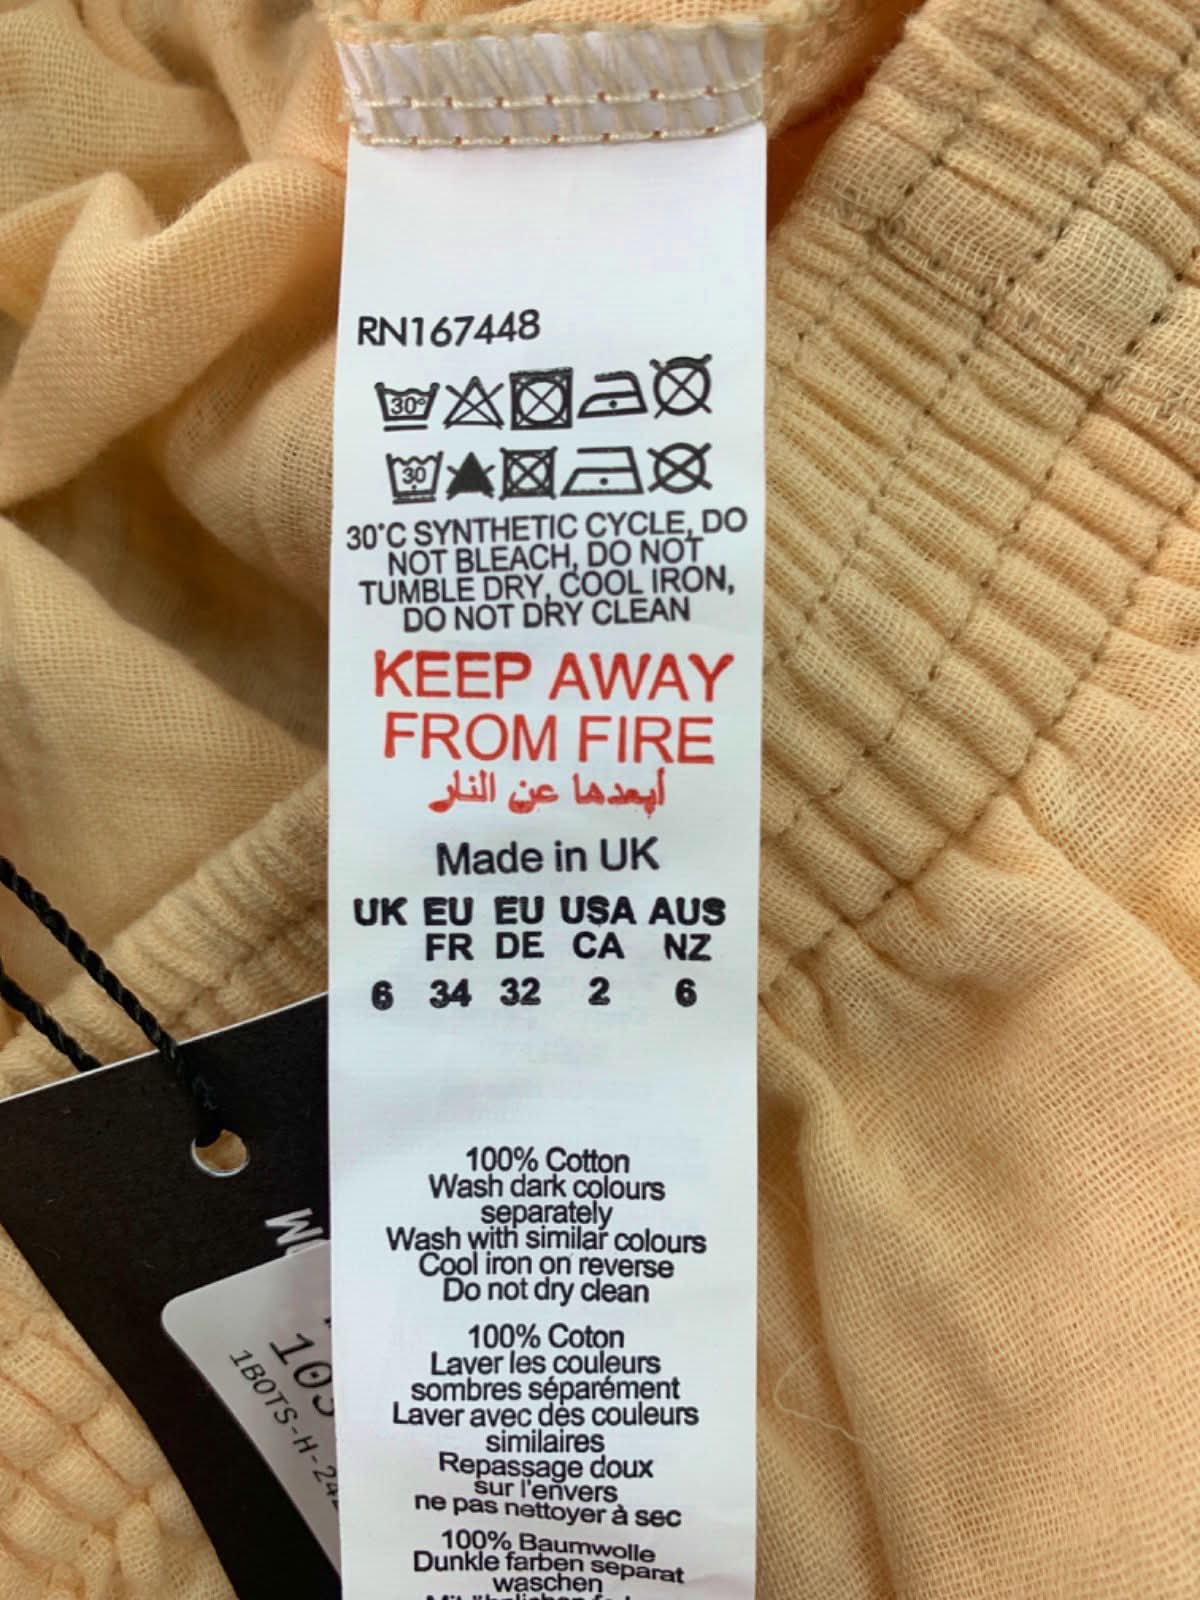 RN167448
30°
30
30°C SYNTHETIC CYCLE, DO
NOT BLEACH, DO NOT
TUMBLE DRY, COOL IRON,
DO NOT DRY CLEAN
KEEP AWAY
FROM FIRE
أبعدها عن النار
Made in UK
UK EU EU USA AUS
FR DE CA NZ
6 34 32 2 6
100% Cotton
Wash dark colours
separately
Wash with similar colours
Cool iron on reverse
Do not dry clean
100% Coton
Laver les couleurs
sombres séparément
Laver avec des couleurs
similaires
Repassage doux
sur l'envers
ne pas nettoyer à sec
100% Baumwolle
Dunkle farben separat
waschen
1BOTS-H-24